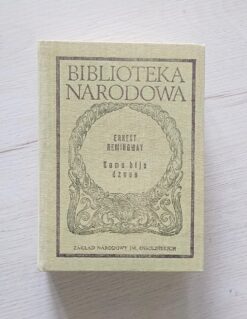 BIBLIOTEKA
NARODOWA
ERNEST
HEMINGWAY
Komu bije
dzwon
ZAKŁAD NARODOWY IM. OSSOLIŃSKICH